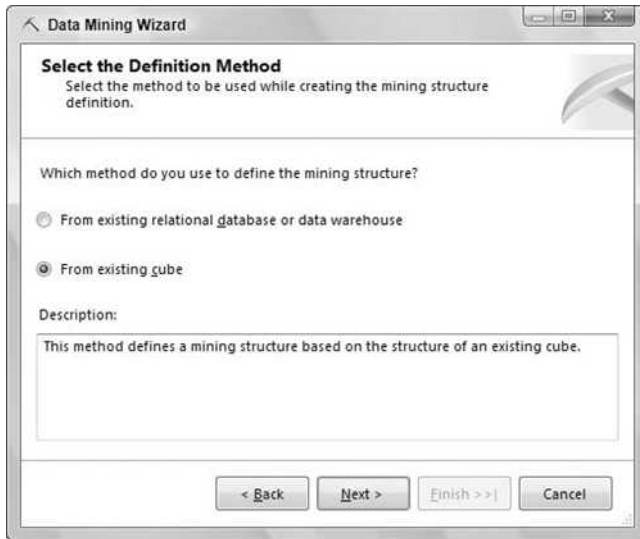 Data Mining Wizard
Select the Definition Method
Select the method to be used while creating the mining structure
definition.
Which method do you use to define the mining structure?
From existing relational database or data warehouse
From existing cube
Description:
This method defines a mining structure based on the structure of an existing cube.
< Back
Next >
Finish >>|
Cancel